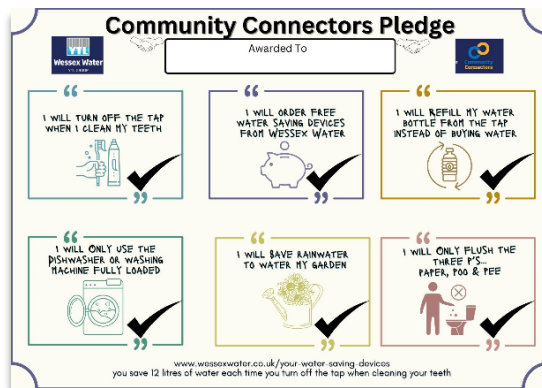 Community Connectors Pledge
YTL
Wessex Water
YTL GROUP
Awarded To
Community
Connectors
I WILL TURN OFF THE TAP
WHEN I CLEAN MY TEETH
I WILL ORDER FREE
WATER SAVING DEVICES
FROM WESSEX WATER
I WILL REFILL MY WATER
BOTTLE FROM THE TAP
INSTEAD OF BUYING WATER
I WILL ONLY USE THE
DISHWASHER OR WASHING
MACHINE FULLY LOADED
I WILL SAVE RAINWATER
TO WATER MY GARDEN
I WILL ONLY FLUSH THE
THREE P'S...
PAPER, POO & PEE
www.wessexwater.co.uk/your-water-saving-devices
you save 12 litres of water each time you turn off the tap when cleaning your teeth